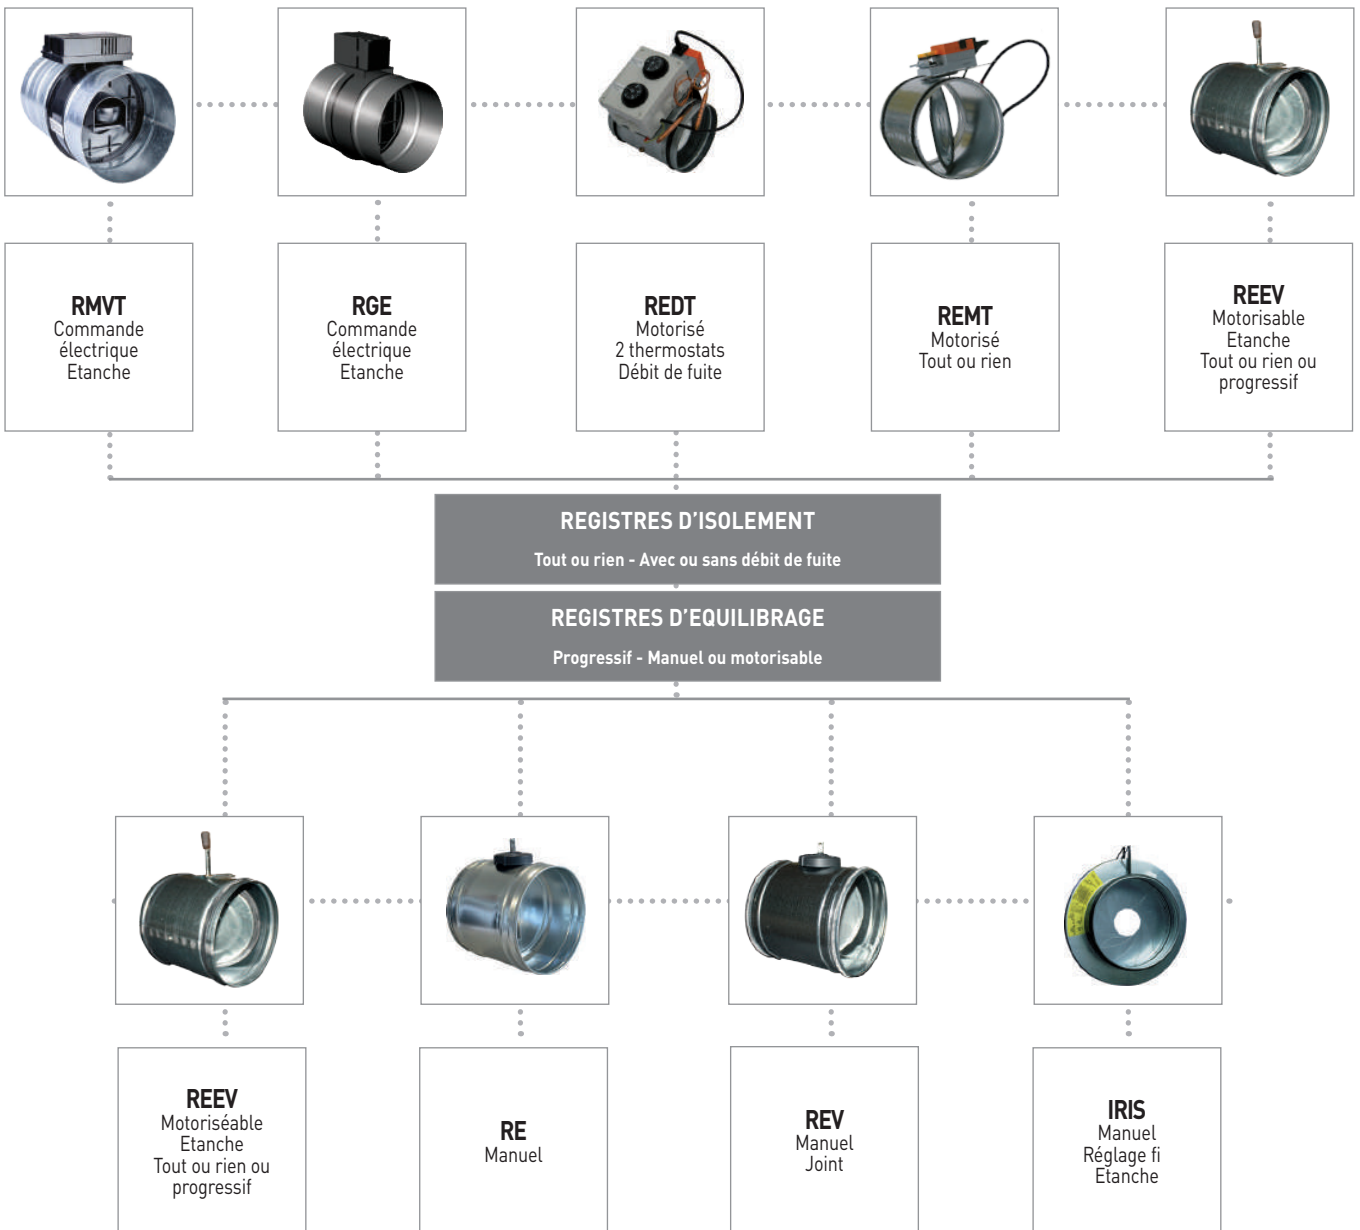 RMVT
Commande
électrique
Etanche
RGE
Commande
électrique
Etanche
REDT
Motorisé
2 thermostats
Débit de fuite
REMT
Motorisé
Tout ou rien
REEV
Motorisable
Etanche
Tout ou rien ou
progressif
REGISTRES D’ISOLEMENT
Tout ou rien - Avec ou sans débit de fuite
REGISTRES D’EQUILIBRAGE
Progressif - Manuel ou motorisable
REEV
Motoriséable
Etanche
Tout ou rien ou
progressif
RE
Manuel
REV
Manuel
Joint
IRIS
Manuel
Réglage fi
Etanche